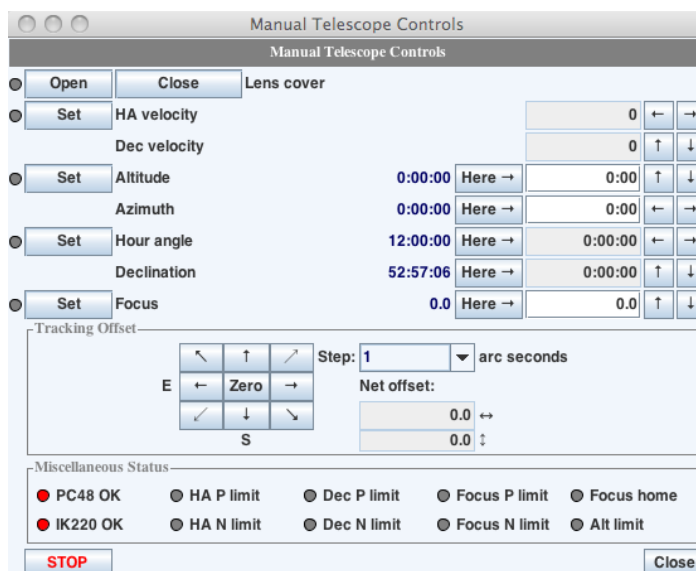 Manual Telescope Controls
Manual Telescope Controls
Open Close Lens cover
Set HA velocity 0 ← →
Dec velocity 0 ↑ ↓
Set Altitude 0:00:00 Here → 0:00 ↑ ↓
Azimuth 0:00:00 Here → 0:00 ← →
Set Hour angle 12:00:00 Here → 0:00:00 ← →
Declination 52:57:06 Here → 0:00:00 ↑ ↓
Set Focus 0.0 Here → 0.0 ↑ ↓
Tracking Offset
↖ ↑ ↗ Step: 1 arc seconds
E ← Zero → Net offset:
↙ ↓ ↘ 0.0 ↔
S 0.0 ↕
Miscellaneous Status
PC48 OK HA P limit Dec P limit Focus P limit Focus home
IK220 OK HA N limit Dec N limit Focus N limit Alt limit
STOP Close